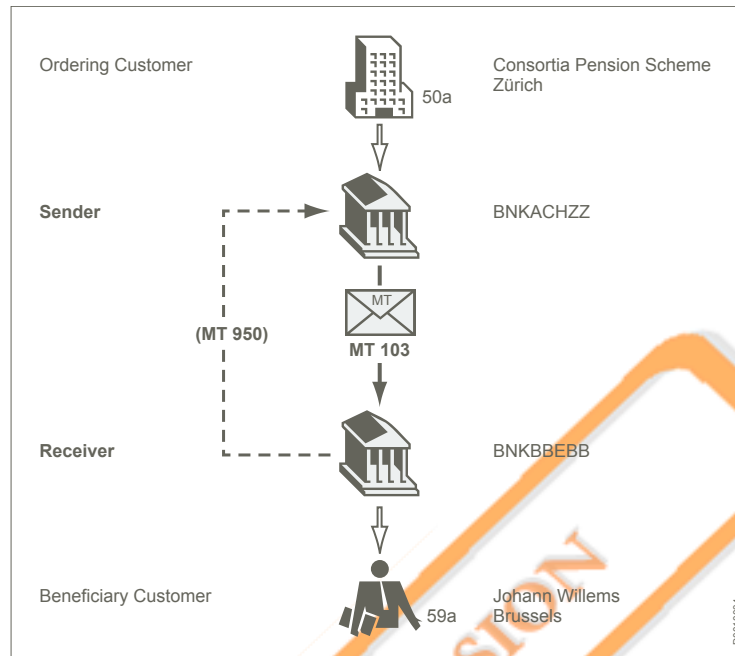 Ordering Customer
50a
Consortia Pension Scheme
Zürich
Sender
BNKACHZZ
MT
(MT 950)
MT 103
Receiver
BNKBBEBB
Beneficiary Customer
59a
Johann Willems
Brussels
SION